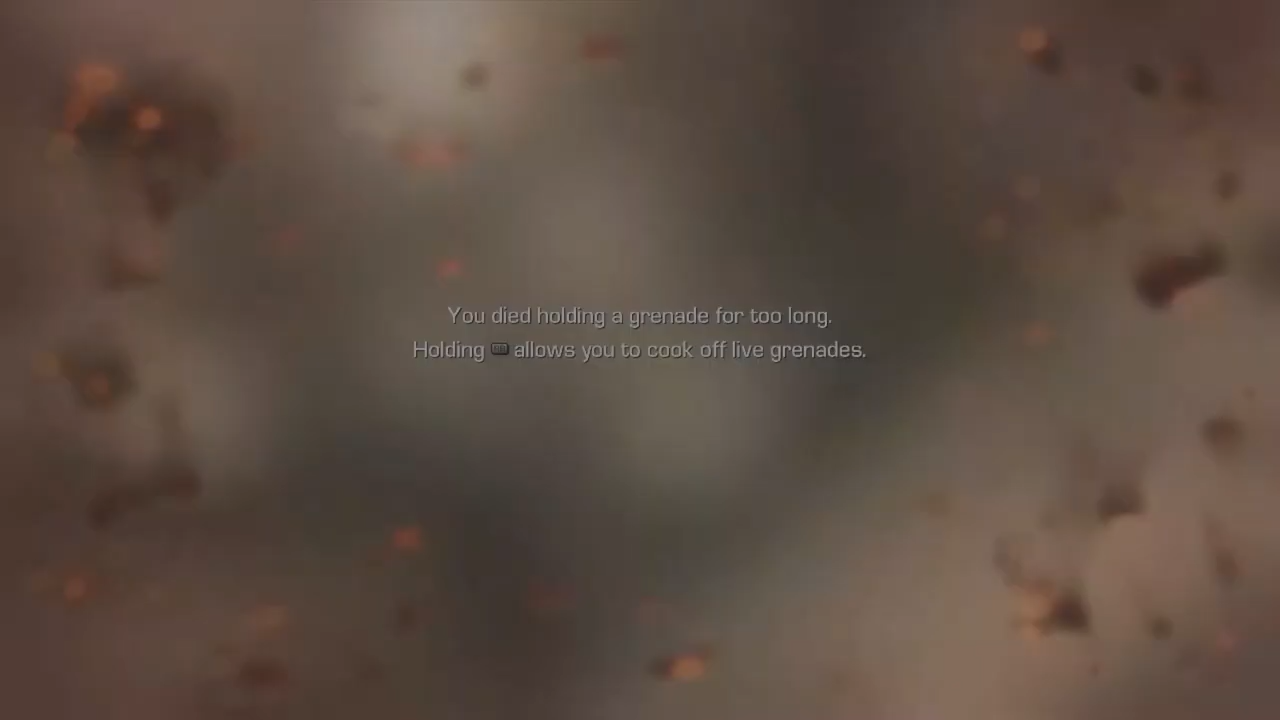 You died holding a grenade for too long.
Holding allows you to cook off live grenades.